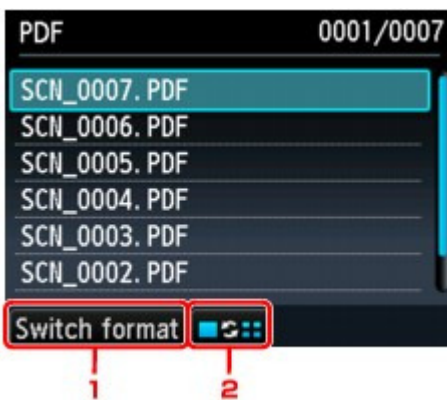 PDF 0001/0007
SCN_0007.PDF
SCN_0006.PDF
SCN_0005.PDF
SCN_0004.PDF
SCN_0003.PDF
SCN_0002.PDF
Switch format
1 2